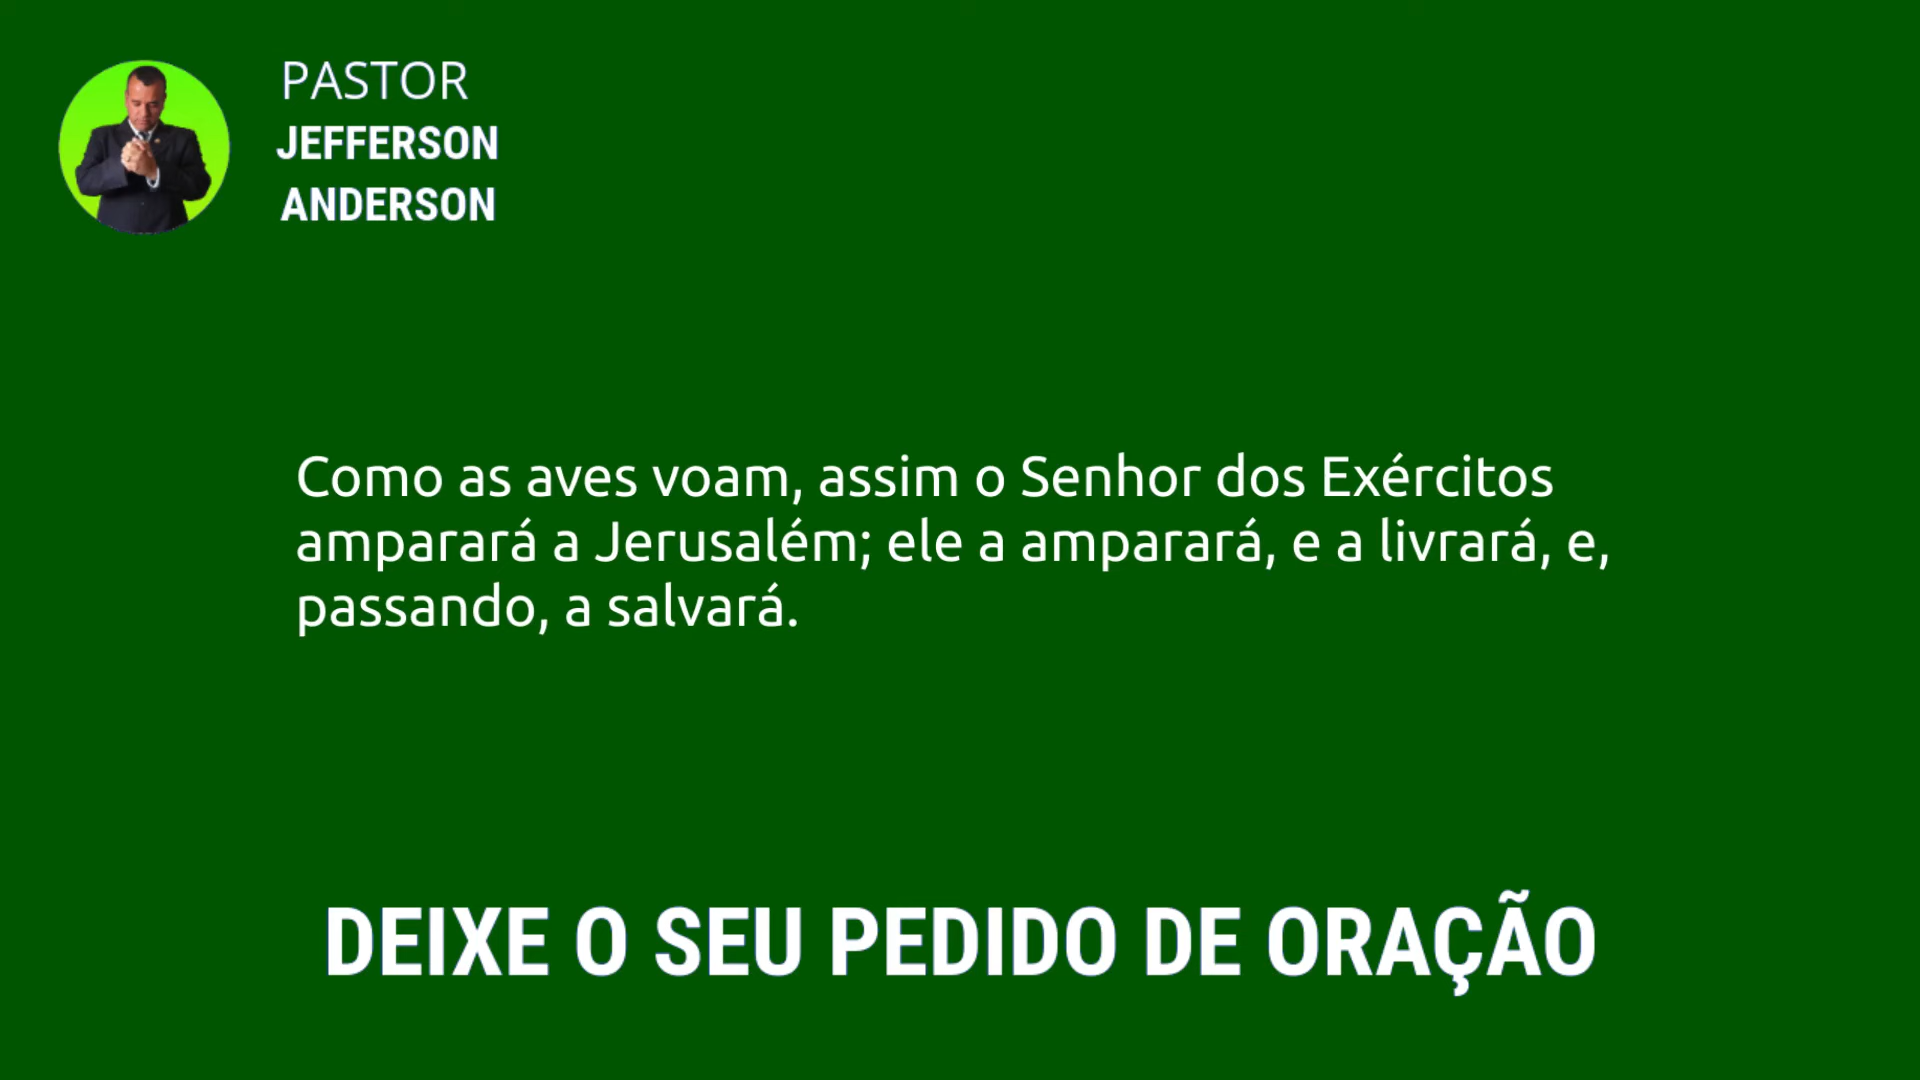 PASTOR
JEFFERSON
ANDERSON
Como as aves voam, assim o Senhor dos Exércitos
amparará a Jerusalém; ele a amparará, e a livrará, e,
passando, a salvará.
DEIXE O SEU PEDIDO DE ORAÇÃO